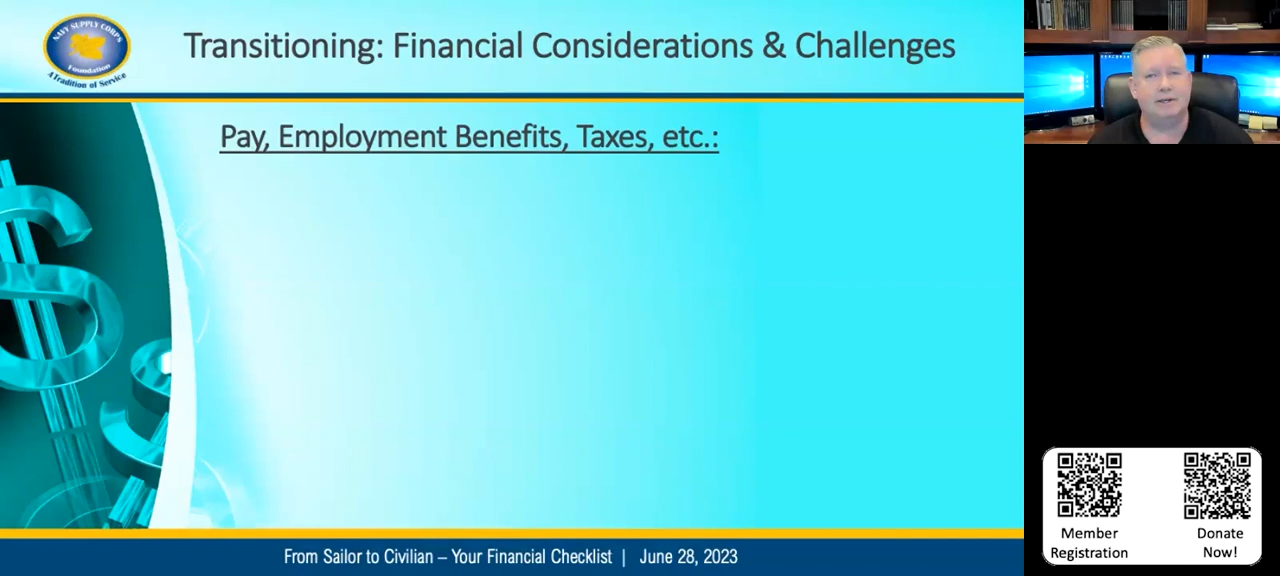 NAVY SUPPLY CORPS
Foundation
A Tradition of Service
Transitioning: Financial Considerations & Challenges
Pay, Employment Benefits, Taxes, etc.:
From Sailor to Civilian – Your Financial Checklist | June 28, 2023
Member
Registration
Donate
Now!